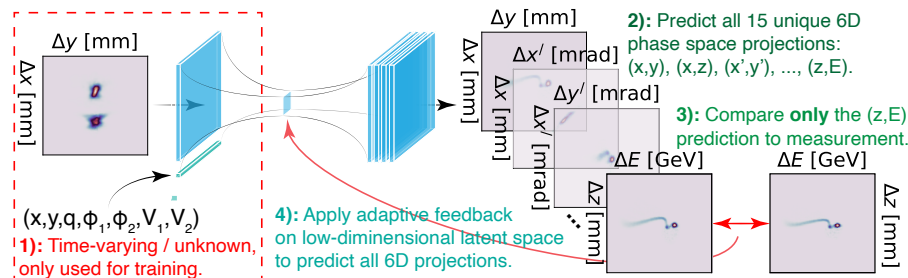 Δy [mm]
Δx [mm]
(x,y,q,ϕ₁,ϕ₂,V₁,V₂)
1): Time-varying / unknown,
only used for training.
4): Apply adaptive feedback
on low-diminensional latent space
to predict all 6D projections.
Δy [mm]
Δx [mm]
Δx′ [mrad]
Δx [mm]
Δy′ [mrad]
Δx′ [mrad]
2): Predict all 15 unique 6D
phase space projections:
(x,y), (x,z), (x',y'), ..., (z,E).
3): Compare only the (z,E)
prediction to measurement.
ΔE [GeV]
Δz [mm]
ΔE [GeV]
Δz [mm]